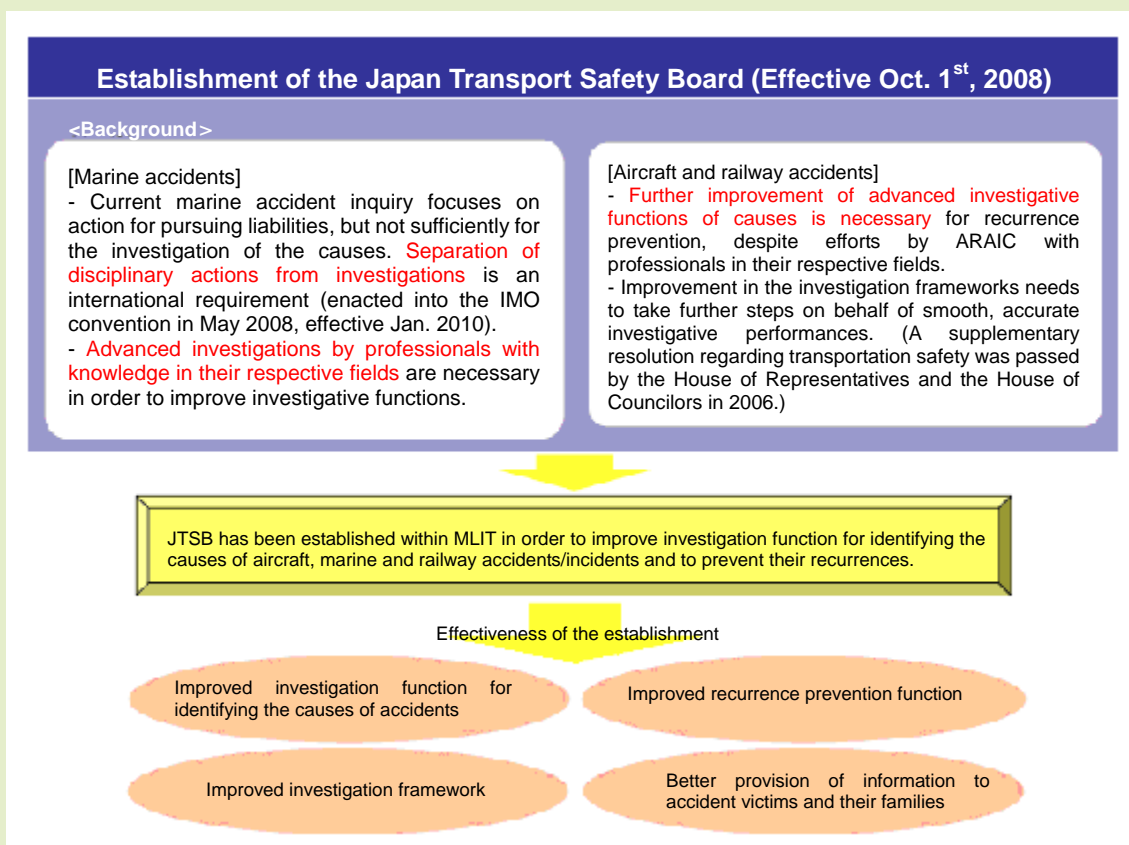 Establishment of the Japan Transport Safety Board (Effective Oct. 1st, 2008)
<Background>
[Marine accidents]
- Current marine accident inquiry focuses on
action for pursuing liabilities, but not sufficiently for
the investigation of the causes. Separation of
disciplinary actions from investigations is an
international requirement (enacted into the IMO
convention in May 2008, effective Jan. 2010).
- Advanced investigations by professionals with
knowledge in their respective fields are necessary
in order to improve investigative functions.
[Aircraft and railway accidents]
- Further improvement of advanced investigative
functions of causes is necessary for recurrence
prevention, despite efforts by ARAIC with
professionals in their respective fields.
- Improvement in the investigation frameworks needs
to take further steps on behalf of smooth, accurate
investigative performances. (A supplementary
resolution regarding transportation safety was passed
by the House of Representatives and the House of
Councilors in 2006.)
JTSB has been established within MLIT in order to improve investigation function for identifying the
causes of aircraft, marine and railway accidents/incidents and to prevent their recurrences.
Effectiveness of the establishment
Improved investigation function for
identifying the causes of accidents
Improved recurrence prevention function
Improved investigation framework
Better provision of information to
accident victims and their families